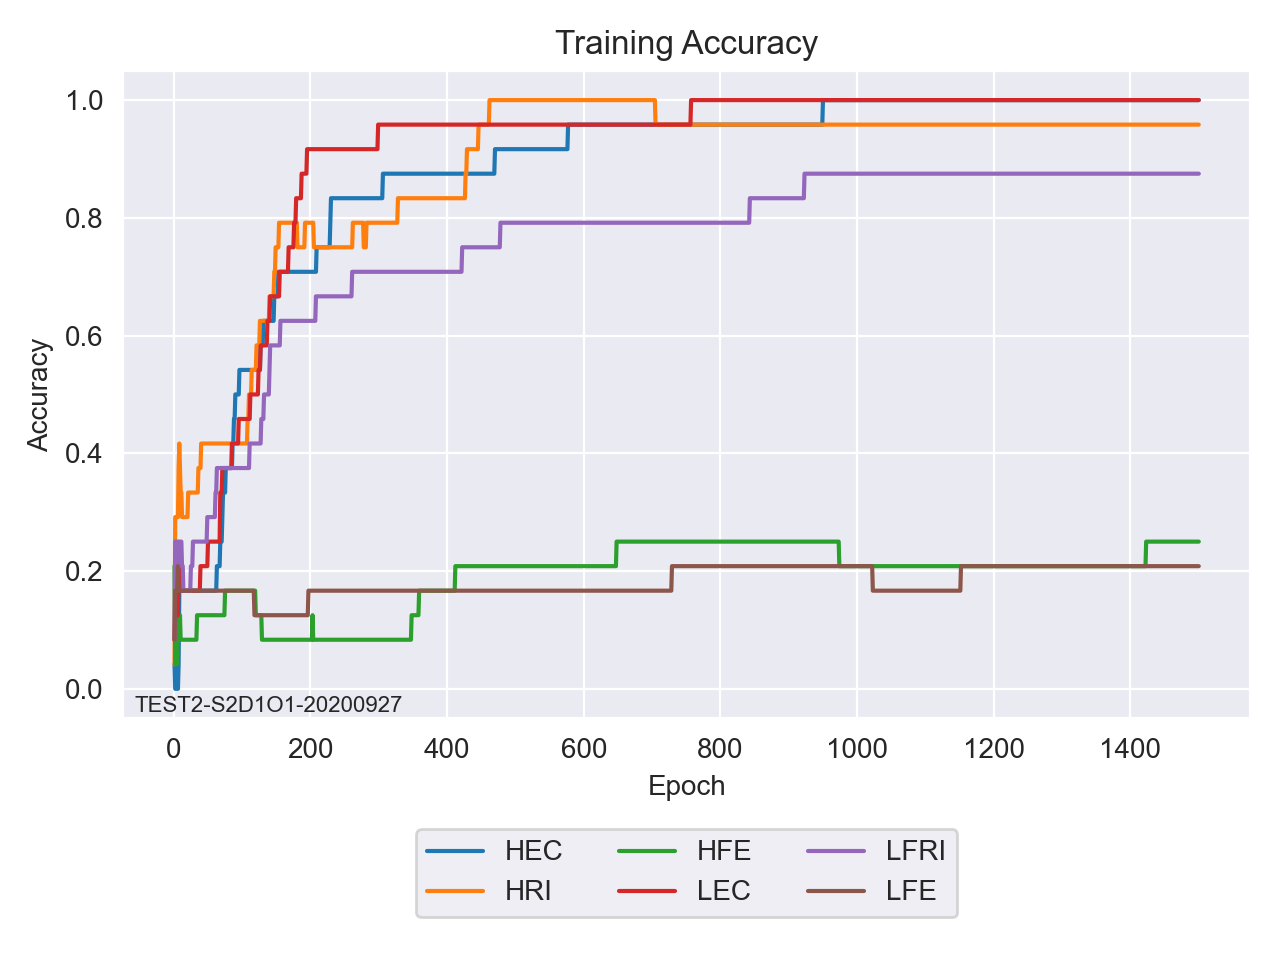 Training Accuracy
1.0
0.8
0.6
0.4
0.2
0.0
Accuracy
TEST2-S2D1O1-20200927
0 200 400 600 800 1000 1200 1400
Epoch
HEC HFE LFRI
HRI LEC LFE